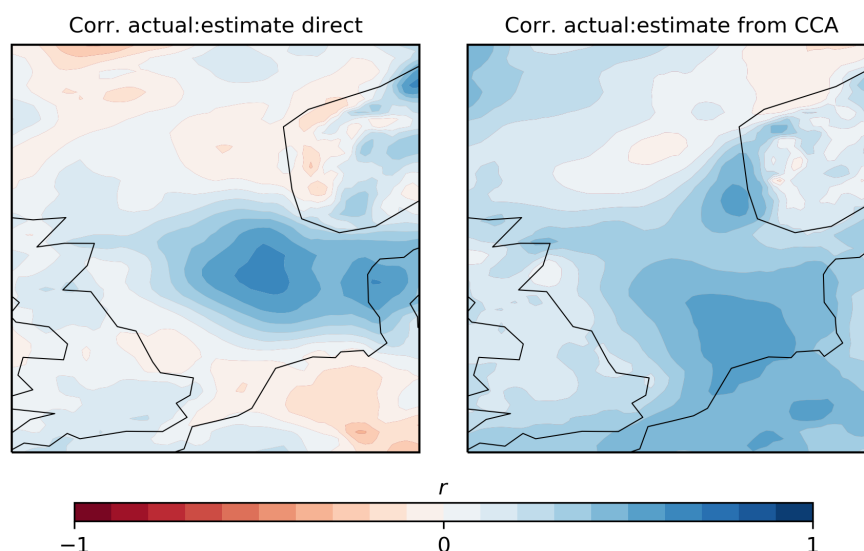 Corr. actual:estimate direct
Corr. actual:estimate from CCA
r
−1
0
1